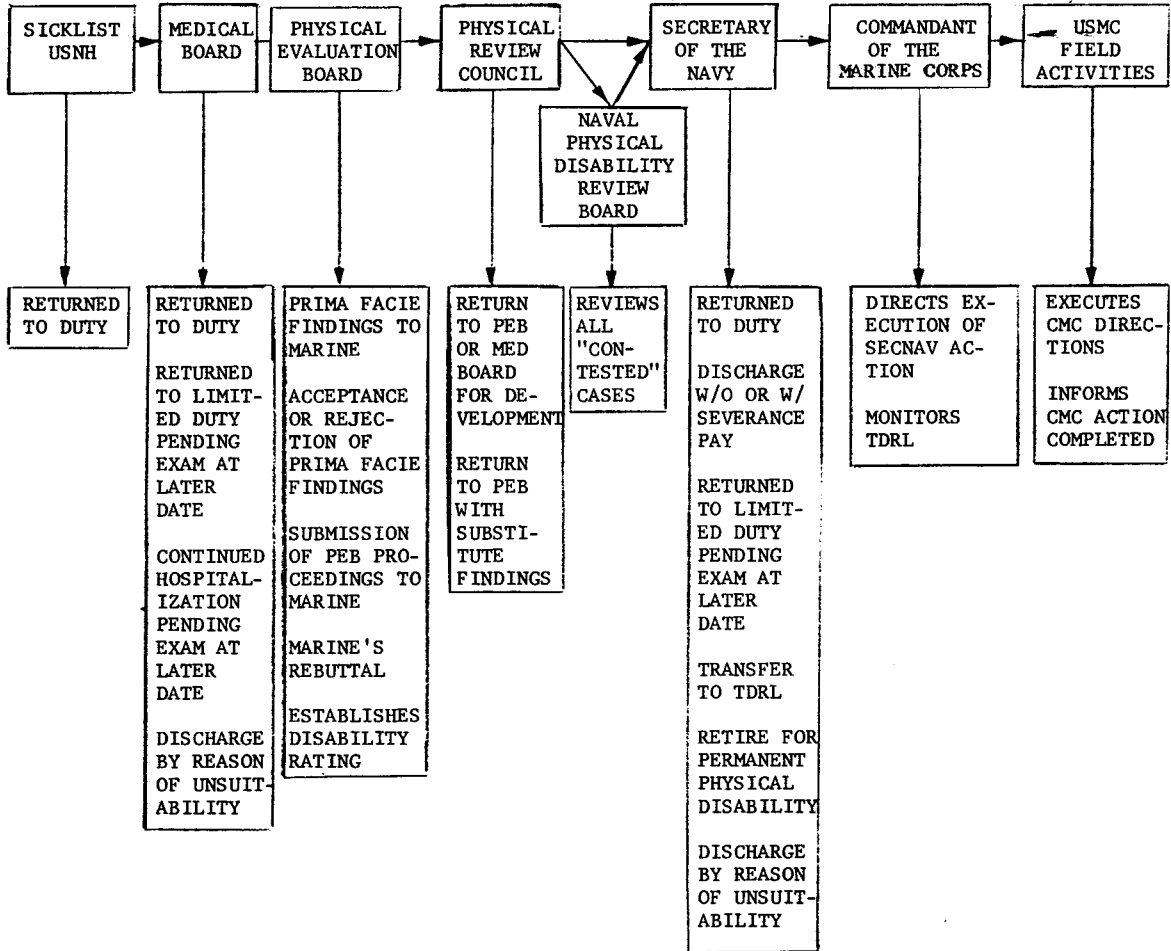 SICKLIST
USNH
MEDICAL
BOARD
PHYSICAL
EVALUATION
BOARD
PHYSICAL
REVIEW
COUNCIL
SECRETARY
OF THE
NAVY
COMMANDANT
OF THE
MARINE CORPS
USMC
FIELD
ACTIVITIES
NAVAL
PHYSICAL
DISABILITY
REVIEW
BOARD
RETURNED
TO DUTY
RETURNED
TO DUTY
RETURNED
TO LIMIT-
ED DUTY
PENDING
EXAM AT
LATER
DATE
CONTINUED
HOSPITAL-
IZATION
PENDING
EXAM AT
LATER
DATE
DISCHARGE
BY REASON
OF UNSUIT-
ABILITY
PRIMA FACIE
FINDINGS TO
MARINE
ACCEPTANCE
OR REJEC-
TION OF
PRIMA FACIE
FINDINGS
SUBMISSION
OF PEB PRO-
CEEDINGS TO
MARINE
MARINE'S
REBUTTAL
ESTABLISHES
DISABILITY
RATING
RETURN
TO PEB
OR MED
BOARD
FOR DE-
VELOPMENT
RETURN
TO PEB
WITH
SUBSTI-
TUTE
FINDINGS
REVIEWS
ALL
"CON-
TESTED"
CASES
RETURNED
TO DUTY
DISCHARGE
W/O OR W/
SEVERANCE
PAY
RETURNED
TO LIMIT-
ED DUTY
PENDING
EXAM AT
LATER
DATE
TRANSFER
TO TDRL
RETIRE FOR
PERMANENT
PHYSICAL
DISABILITY
DISCHARGE
BY REASON
OF UNSUIT-
ABILITY
DIRECTS EX-
ECUTION OF
SECNAV AC-
TION
MONITORS
TDRL
EXECUTES
CMC DIREC-
TIONS
INFORMS
CMC ACTION
COMPLETED